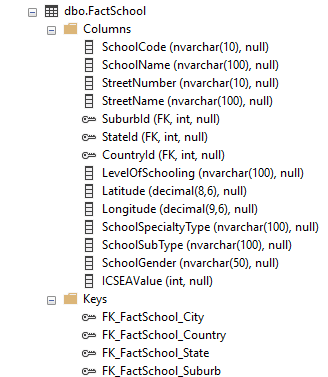 dbo.FactSchool
Columns
SchoolCode (nvarchar(10), null)
SchoolName (nvarchar(100), null)
StreetNumber (nvarchar(10), null)
StreetName (nvarchar(100), null)
SuburbId (FK, int, null)
StateId (FK, int, null)
CountryId (FK, int, null)
LevelOfSchooling (nvarchar(100), null)
Latitude (decimal(8,6), null)
Longitude (decimal(9,6), null)
SchoolSpecialtyType (nvarchar(100), null)
SchoolSubType (nvarchar(100), null)
SchoolGender (nvarchar(50), null)
ICSEAValue (int, null)
Keys
FK_FactSchool_City
FK_FactSchool_Country
FK_FactSchool_State
FK_FactSchool_Suburb